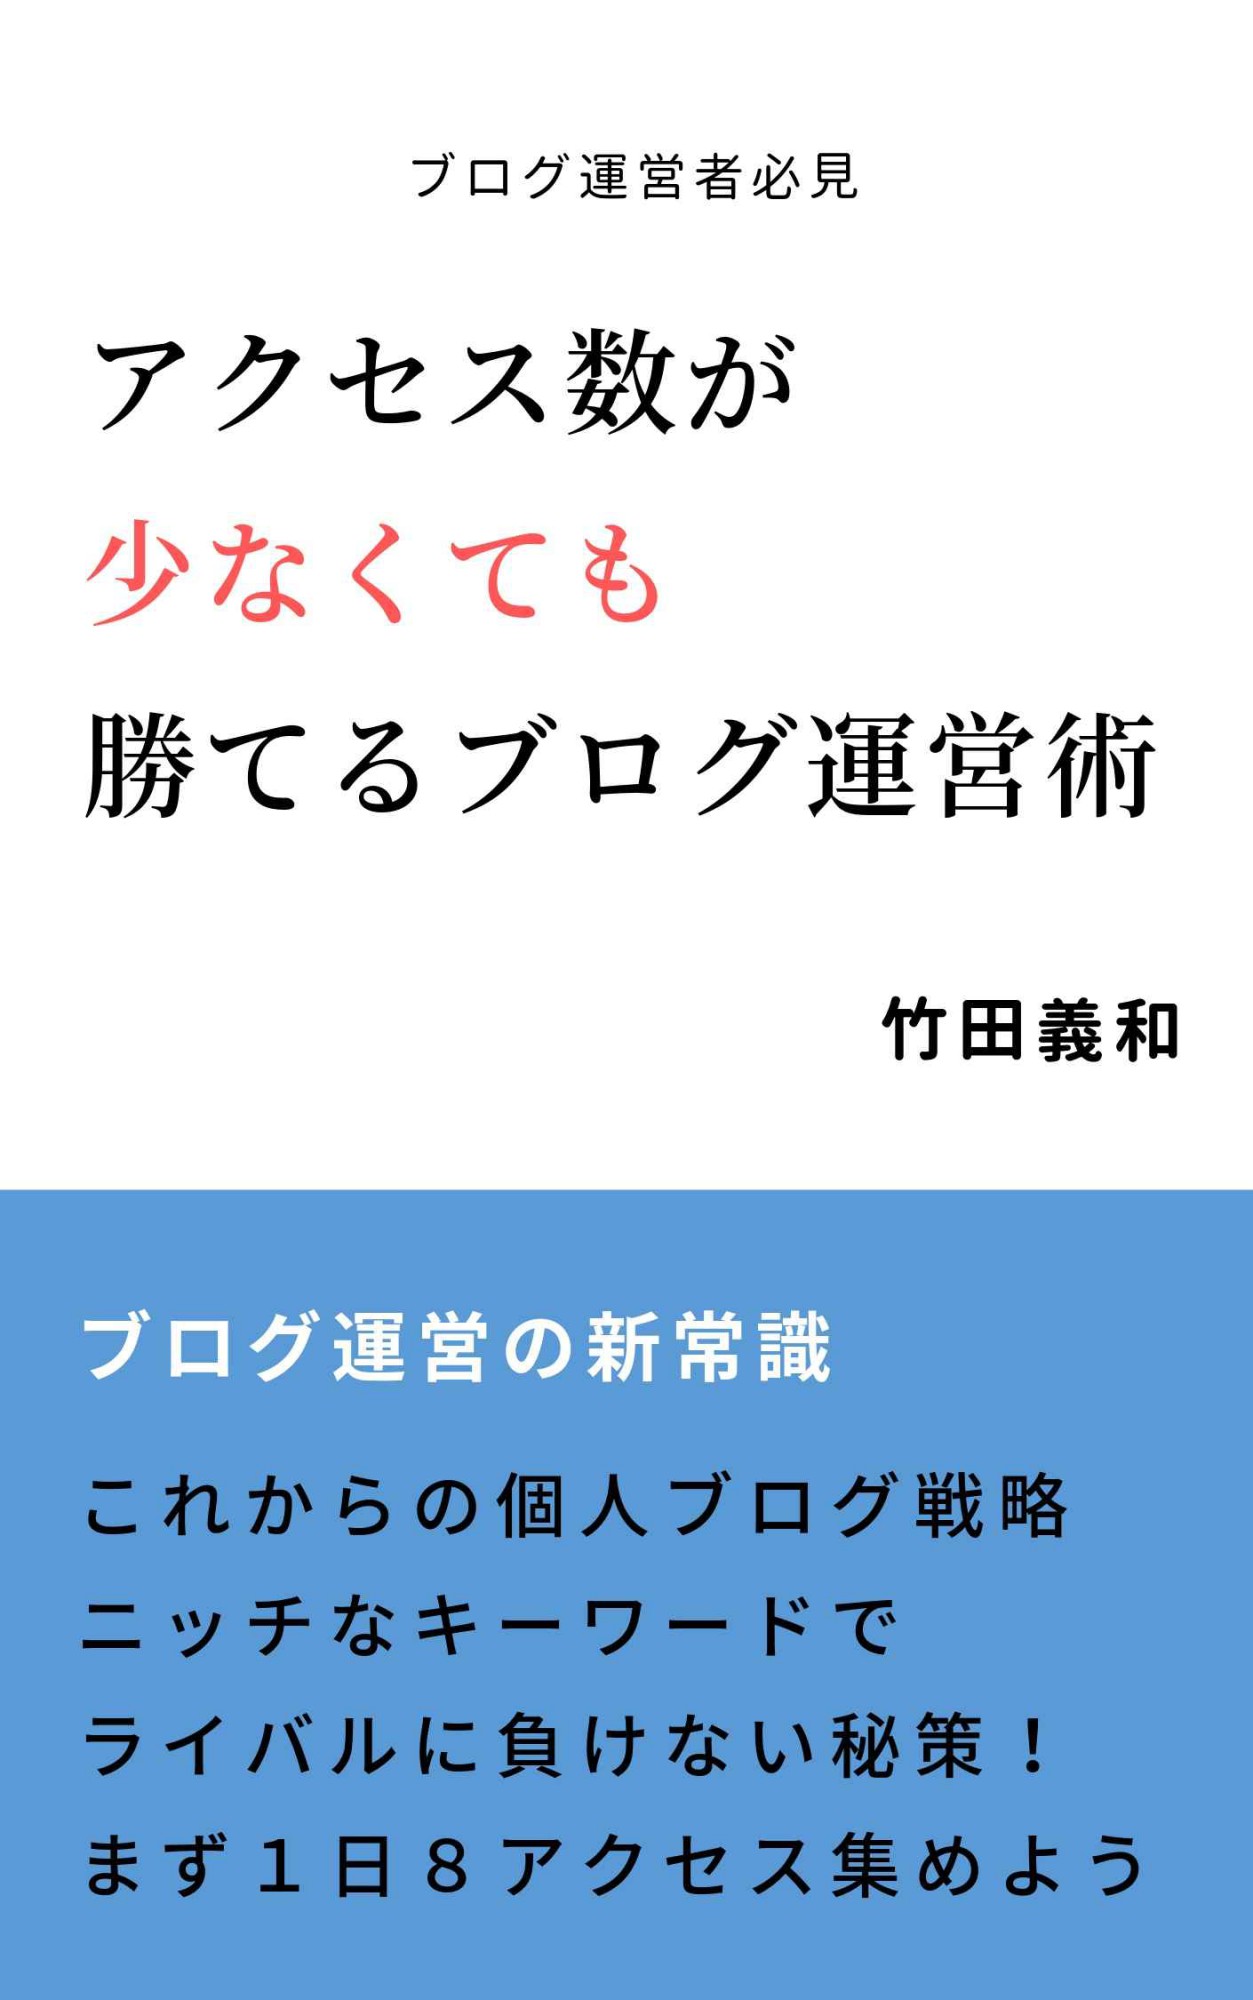 ブログ運営者必見
アクセス数が
少なくても
勝てるブログ運営術
竹田義和
ブログ運営の新常識
これからの個人ブログ戦略
ニッチなキーワードで
ライバルに負けない秘策！
まず１日８アクセス集めよう